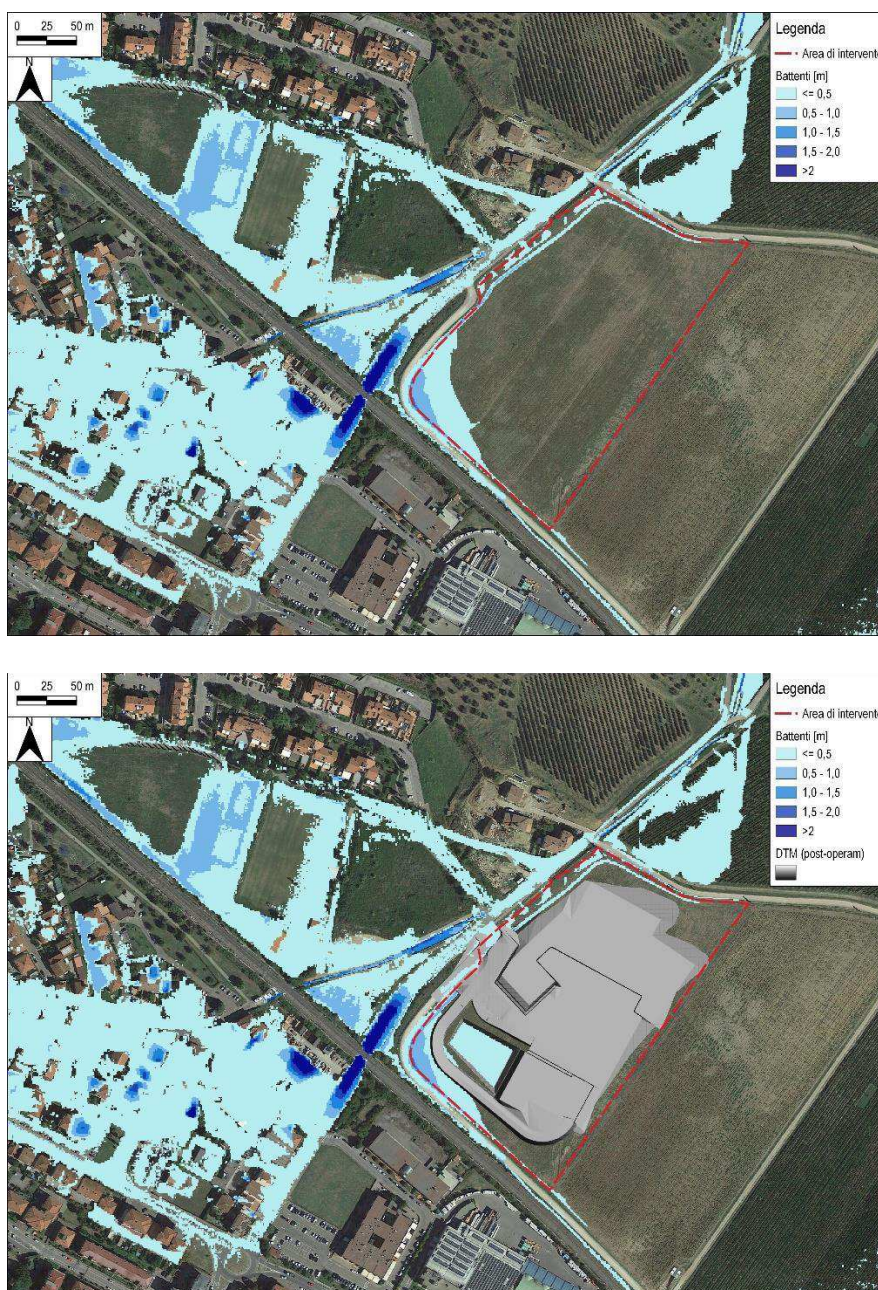 0 25 50 m
N
Legenda
Area di intervento
Battenti [m]
<= 0,5
0,5 - 1,0
1,0 - 1,5
1,5 - 2,0
>2
0 25 50 m
N
Legenda
Area di intervento
Battenti [m]
<= 0,5
0,5 - 1,0
1,0 - 1,5
1,5 - 2,0
>2
DTM (post-operam)